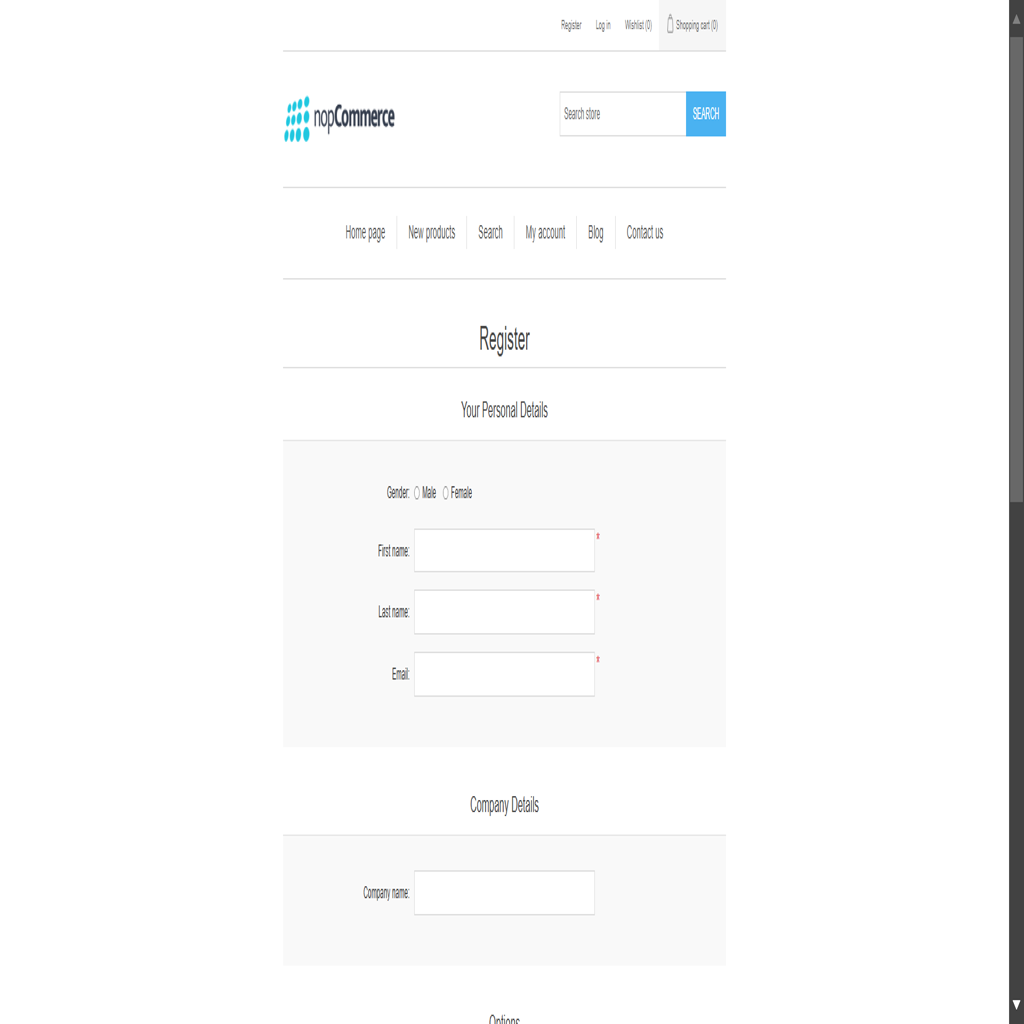 Register Log in Wishlist (0) Shopping cart (0)
nopCommerce
Search store SEARCH
Home page New products Search My account Blog Contact us
Register
Your Personal Details
Gender: Male Female
First name: *
Last name: *
Email: *
Company Details
Company name:
Options